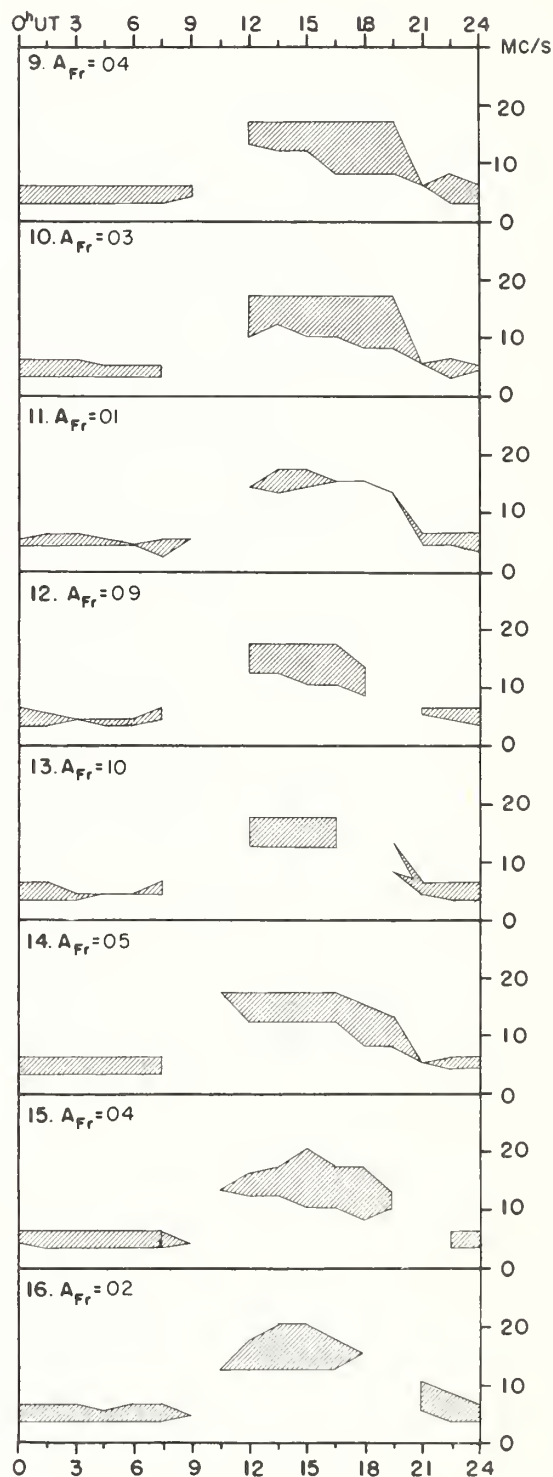 0ʰUT 3 6 9 12 15 18 21 24
MC/S
9. A_Fr=04
20
10
0
10. A_Fr=03
20
10
0
11. A_Fr=01
20
10
0
12. A_Fr=09
20
10
0
13. A_Fr=10
20
10
0
14. A_Fr=05
20
10
0
15. A_Fr=04
20
10
0
16. A_Fr=02
20
10
0
0 3 6 9 12 15 18 21 24